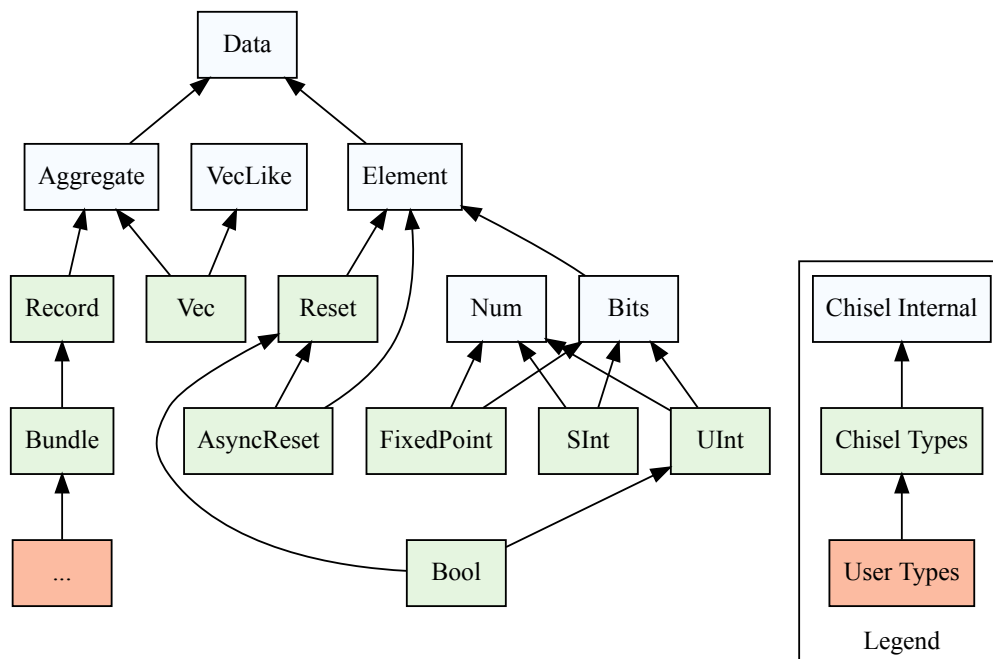 Data
Aggregate
VecLike
Element
Record
Vec
Reset
Num
Bits
Chisel Internal
Bundle
AsyncReset
FixedPoint
SInt
UInt
Chisel Types
...
Bool
User Types
Legend